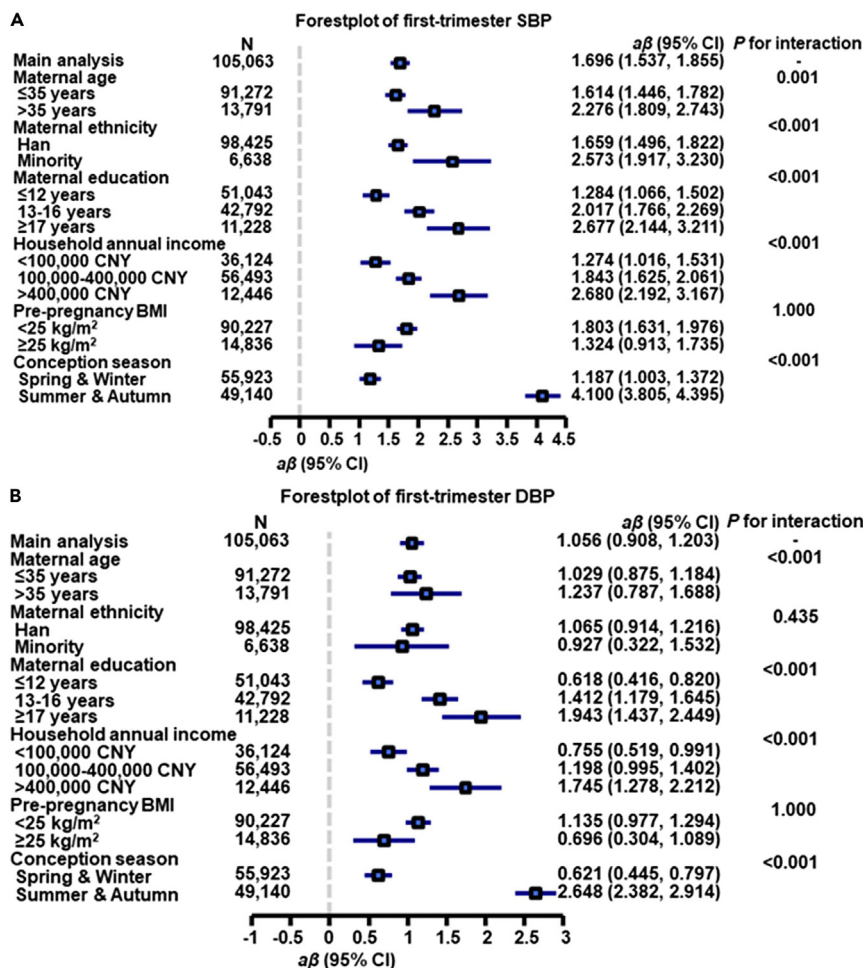 A
Forestplot of first-trimester SBP
N aβ (95% CI) P for interaction
Main analysis 105,063 1.696 (1.537, 1.855) -
Maternal age 0.001
≤35 years 91,272 1.614 (1.446, 1.782)
>35 years 13,791 2.276 (1.809, 2.743)
Maternal ethnicity <0.001
Han 98,425 1.659 (1.496, 1.822)
Minority 6,638 2.573 (1.917, 3.230)
Maternal education <0.001
≤12 years 51,043 1.284 (1.066, 1.502)
13-16 years 42,792 2.017 (1.766, 2.269)
≥17 years 11,228 2.677 (2.144, 3.211)
Household annual income <0.001
<100,000 CNY 36,124 1.274 (1.016, 1.531)
100,000-400,000 CNY 56,493 1.843 (1.625, 2.061)
>400,000 CNY 12,446 2.680 (2.192, 3.167)
Pre-pregnancy BMI 1.000
<25 kg/m² 90,227 1.803 (1.631, 1.976)
≥25 kg/m² 14,836 1.324 (0.913, 1.735)
Conception season <0.001
Spring & Winter 55,923 1.187 (1.003, 1.372)
Summer & Autumn 49,140 4.100 (3.805, 4.395)
-0.5 0 0.5 1 1.5 2 2.5 3 3.5 4 4.5
aβ (95% CI)
B
Forestplot of first-trimester DBP
N aβ (95% CI) P for interaction
Main analysis 105,063 1.056 (0.908, 1.203) -
Maternal age <0.001
≤35 years 91,272 1.029 (0.875, 1.184)
>35 years 13,791 1.237 (0.787, 1.688)
Maternal ethnicity 0.435
Han 98,425 1.065 (0.914, 1.216)
Minority 6,638 0.927 (0.322, 1.532)
Maternal education <0.001
≤12 years 51,043 0.618 (0.416, 0.820)
13-16 years 42,792 1.412 (1.179, 1.645)
≥17 years 11,228 1.943 (1.437, 2.449)
Household annual income <0.001
<100,000 CNY 36,124 0.755 (0.519, 0.991)
100,000-400,000 CNY 56,493 1.198 (0.995, 1.402)
>400,000 CNY 12,446 1.745 (1.278, 2.212)
Pre-pregnancy BMI 1.000
<25 kg/m² 90,227 1.135 (0.977, 1.294)
≥25 kg/m² 14,836 0.696 (0.304, 1.089)
Conception season <0.001
Spring & Winter 55,923 0.621 (0.445, 0.797)
Summer & Autumn 49,140 2.648 (2.382, 2.914)
-1 -0.5 0 0.5 1 1.5 2 2.5 3
aβ (95% CI)